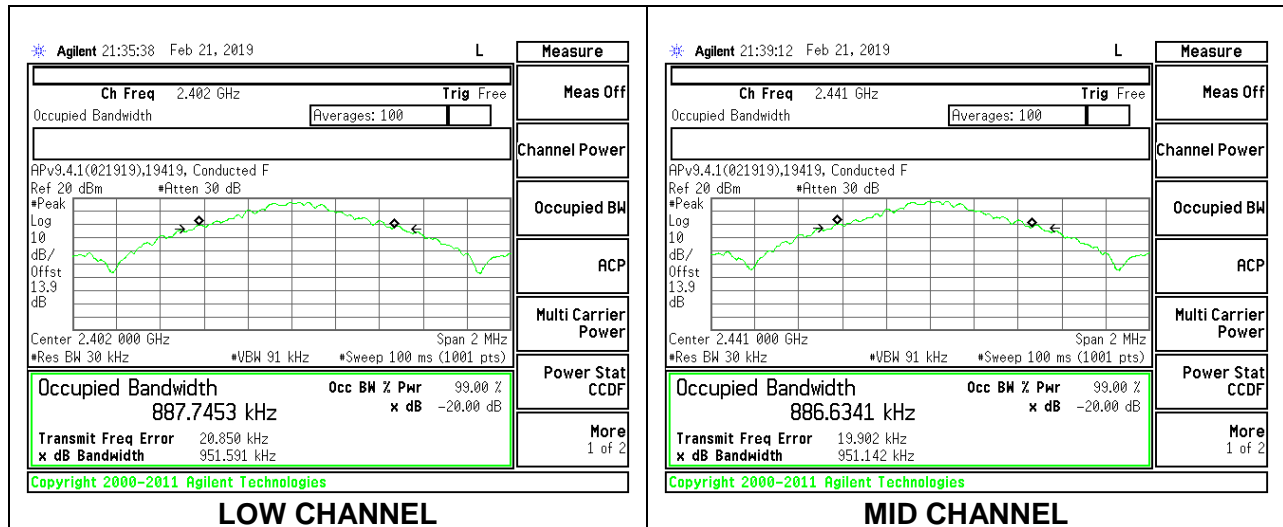 Agilent 21:35:38 Feb 21, 2019 L
Measure
Ch Freq 2.402 GHz Trig Free
Occupied Bandwidth Averages: 100
APv9.4.1(021919),19419, Conducted F
Ref 20 dBm #Atten 30 dB
#Peak
Log
10
dB/
Offst
13.9
dB
Center 2.402 000 GHz Span 2 MHz
#Res BW 30 kHz #VBW 91 kHz #Sweep 100 ms (1001 pts)
Occupied Bandwidth Occ BW % Pwr 99.00 %
887.7453 kHz x dB -20.00 dB
Transmit Freq Error 20.850 kHz
x dB Bandwidth 951.591 kHz
Copyright 2000-2011 Agilent Technologies
Meas Off
Channel Power
Occupied BW
ACP
Multi Carrier
Power
Power Stat
CCDF
More
1 of 2
LOW CHANNEL
Agilent 21:39:12 Feb 21, 2019 L
Measure
Ch Freq 2.441 GHz Trig Free
Occupied Bandwidth Averages: 100
APv9.4.1(021919),19419, Conducted F
Ref 20 dBm #Atten 30 dB
#Peak
Log
10
dB/
Offst
13.9
dB
Center 2.441 000 GHz Span 2 MHz
#Res BW 30 kHz #VBW 91 kHz #Sweep 100 ms (1001 pts)
Occupied Bandwidth Occ BW % Pwr 99.00 %
886.6341 kHz x dB -20.00 dB
Transmit Freq Error 19.902 kHz
x dB Bandwidth 951.142 kHz
Copyright 2000-2011 Agilent Technologies
Meas Off
Channel Power
Occupied BW
ACP
Multi Carrier
Power
Power Stat
CCDF
More
1 of 2
MID CHANNEL